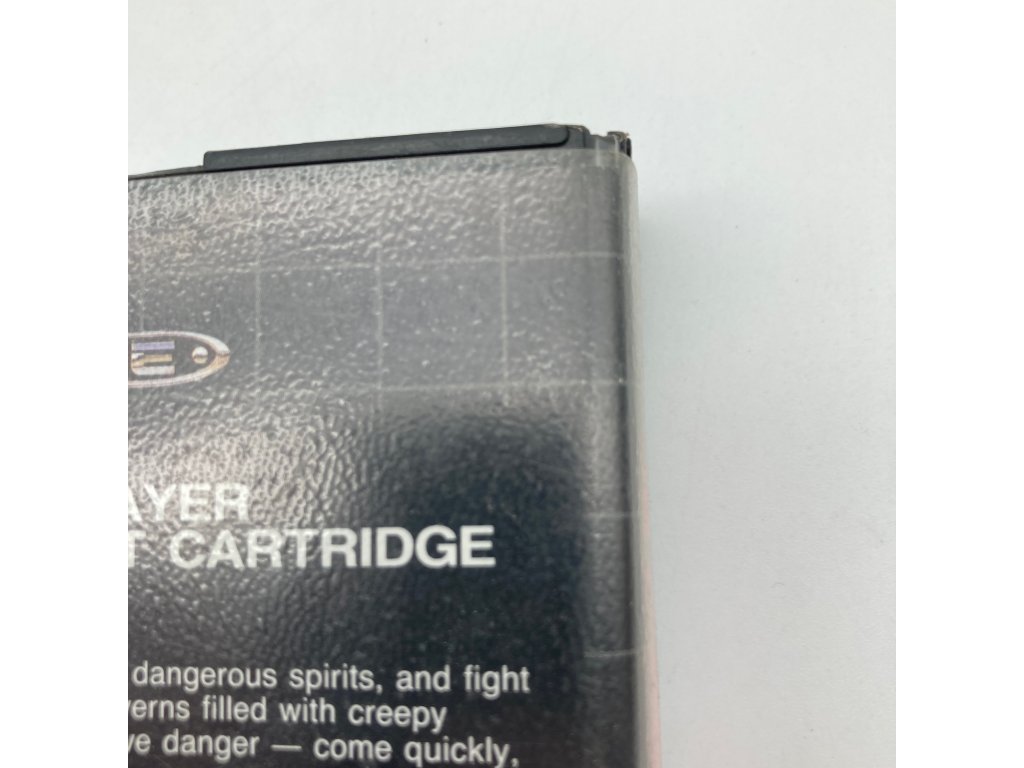 E
AYER
T CARTRIDGE
dangerous spirits, and fight
verns filled with creepy
ve danger — come quickly,